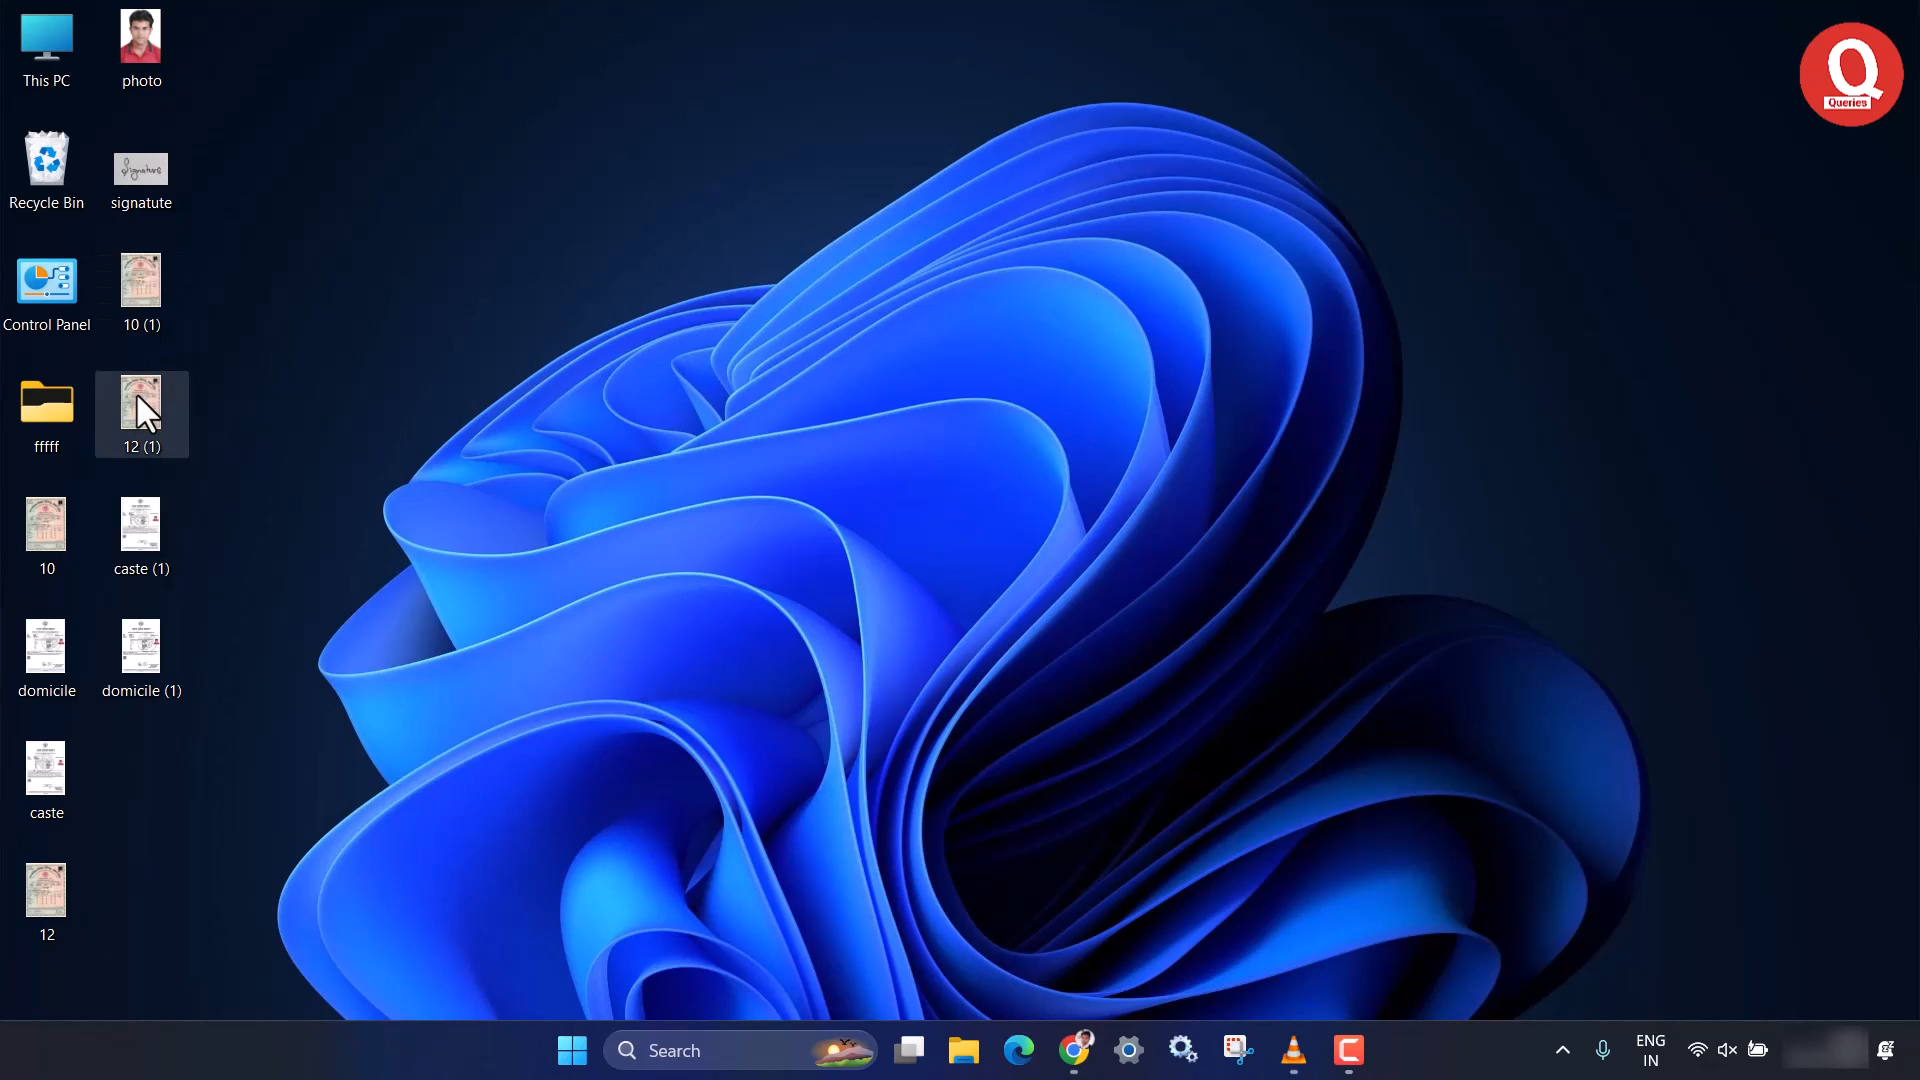 This PC
photo
Recycle Bin
Signature
signatute
Control Panel
10 (1)
fffff
12 (1)
10
caste (1)
domicile
domicile (1)
caste
12
Q
Queries
Search
ENG
IN